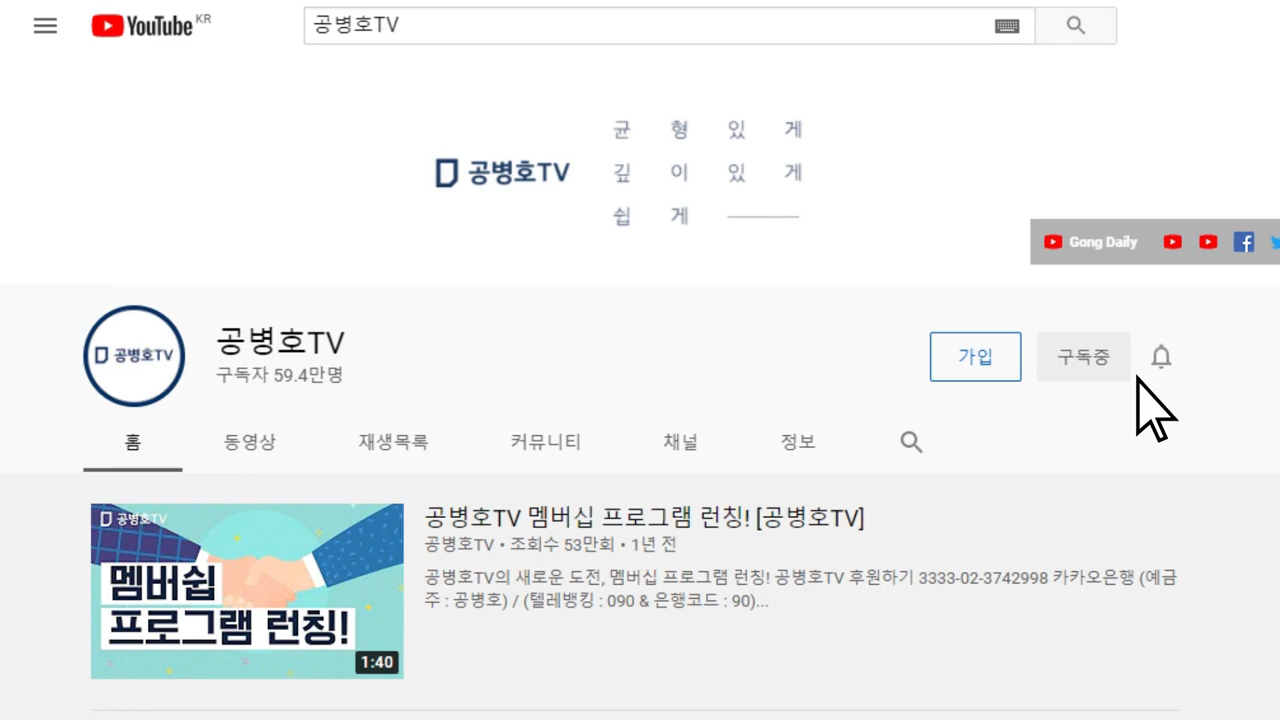 YouTube KR
공병호TV
공병호TV
균 형 있 게
깊 이 있 게
쉽 게
Gong Daily
공병호TV
공병호TV
구독자 59.4만명
가입
구독중
홈
동영상
재생목록
커뮤니티
채널
정보
공병호TV
멤버쉽
프로그램 런칭!
1:40
공병호TV 멤버십 프로그램 런칭! [공병호TV]
공병호TV • 조회수 53만회 • 1년 전
공병호TV의 새로운 도전, 멤버십 프로그램 런칭! 공병호TV 후원하기 3333-02-3742998 카카오은행 (예금
주 : 공병호) / (텔레뱅킹 : 090 & 은행코드 : 90)...